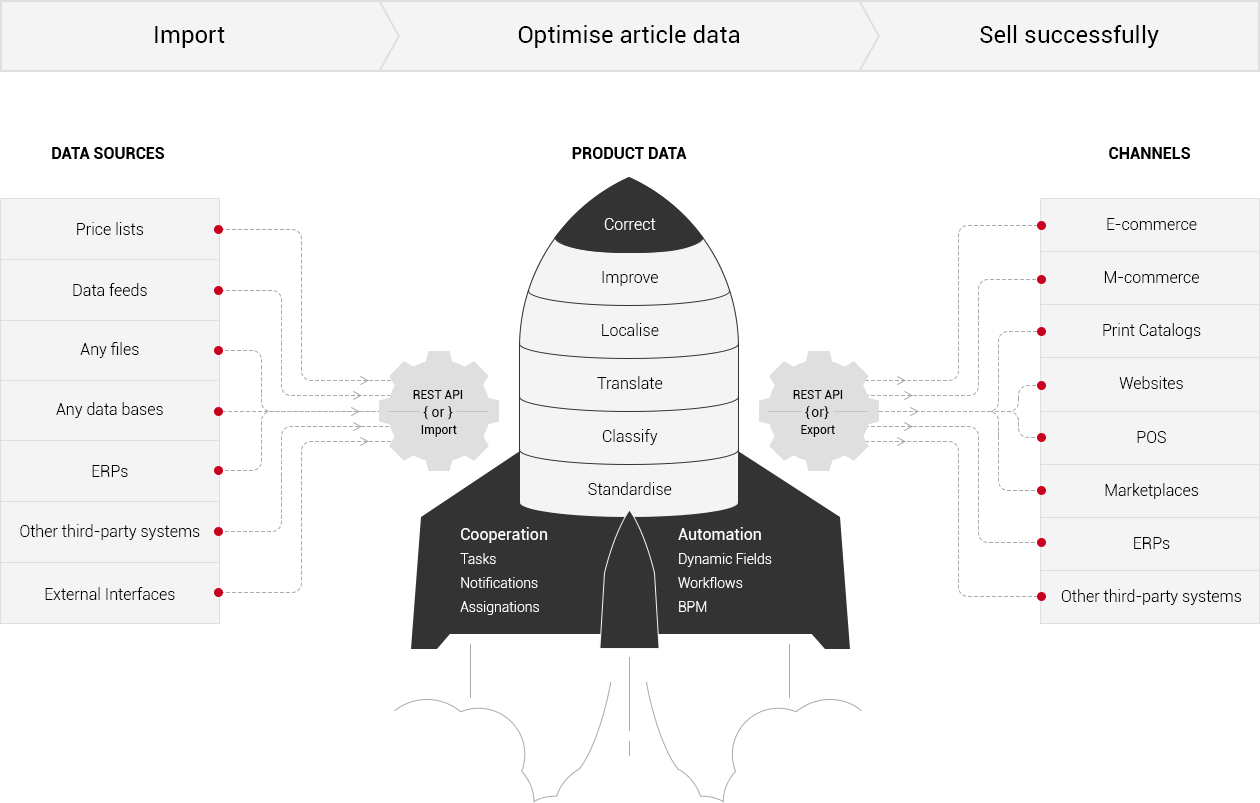 Import
Optimise article data
Sell successfully
DATA SOURCES
PRODUCT DATA
CHANNELS
Price lists
Data feeds
Any files
Any data bases
ERPs
Other third-party systems
External Interfaces
REST API
{ or }
Import
Correct
Improve
Localise
Translate
Classify
Standardise
Cooperation
Tasks
Notifications
Assignations
Automation
Dynamic Fields
Workflows
BPM
REST API
{or}
Export
E-commerce
M-commerce
Print Catalogs
Websites
POS
Marketplaces
ERPs
Other third-party systems